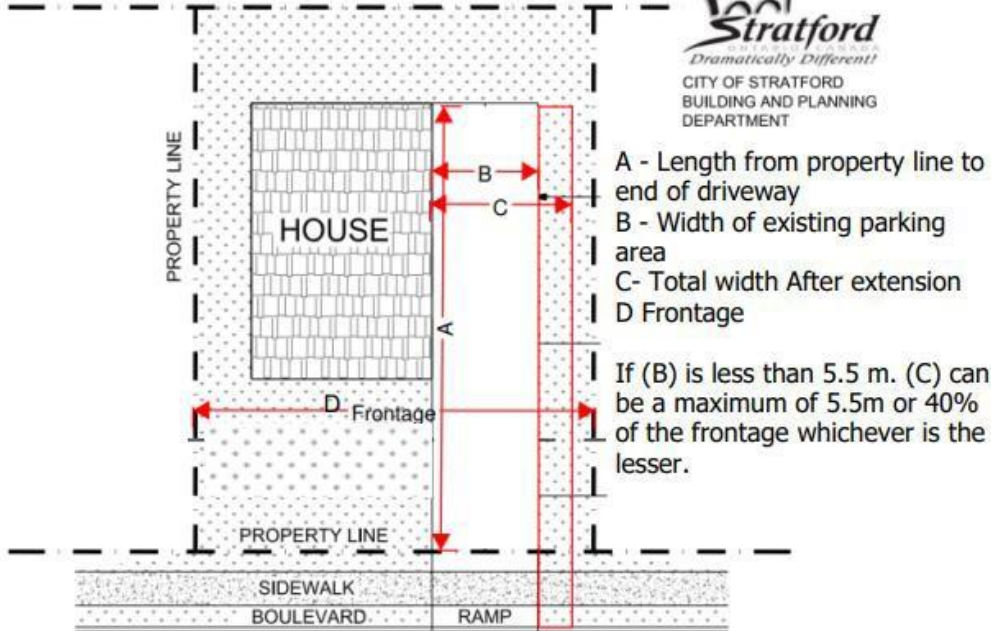 Stratford
ONTARIO CANADA
Dramatically Different!
CITY OF STRATFORD
BUILDING AND PLANNING
DEPARTMENT
A - Length from property line to
end of driveway
B - Width of existing parking
area
C- Total width After extension
D Frontage
If (B) is less than 5.5 m. (C) can
be a maximum of 5.5m or 40%
of the frontage whichever is the
lesser.
PROPERTY LINE
HOUSE
B
C
A
D Frontage
PROPERTY LINE
SIDEWALK
BOULEVARD
RAMP